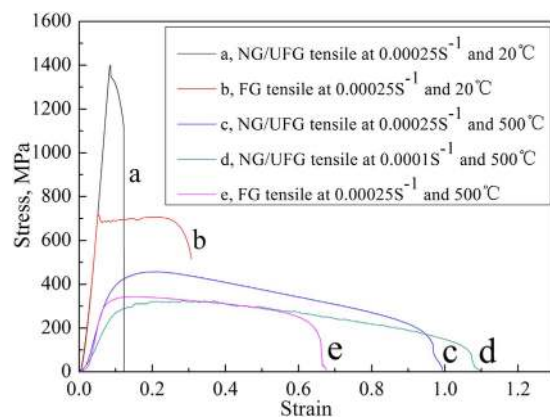 1600
1400
1200
1000
800
600
400
200
0
Stress, MPa
a, NG/UFG tensile at 0.00025S⁻¹ and 20℃
b, FG tensile at 0.00025S⁻¹ and 20℃
c, NG/UFG tensile at 0.00025S⁻¹ and 500℃
d, NG/UFG tensile at 0.0001S⁻¹ and 500℃
e, FG tensile at 0.00025S⁻¹ and 500℃
a
b
e
c
d
0.0 0.2 0.4 0.6 0.8 1.0 1.2
Strain